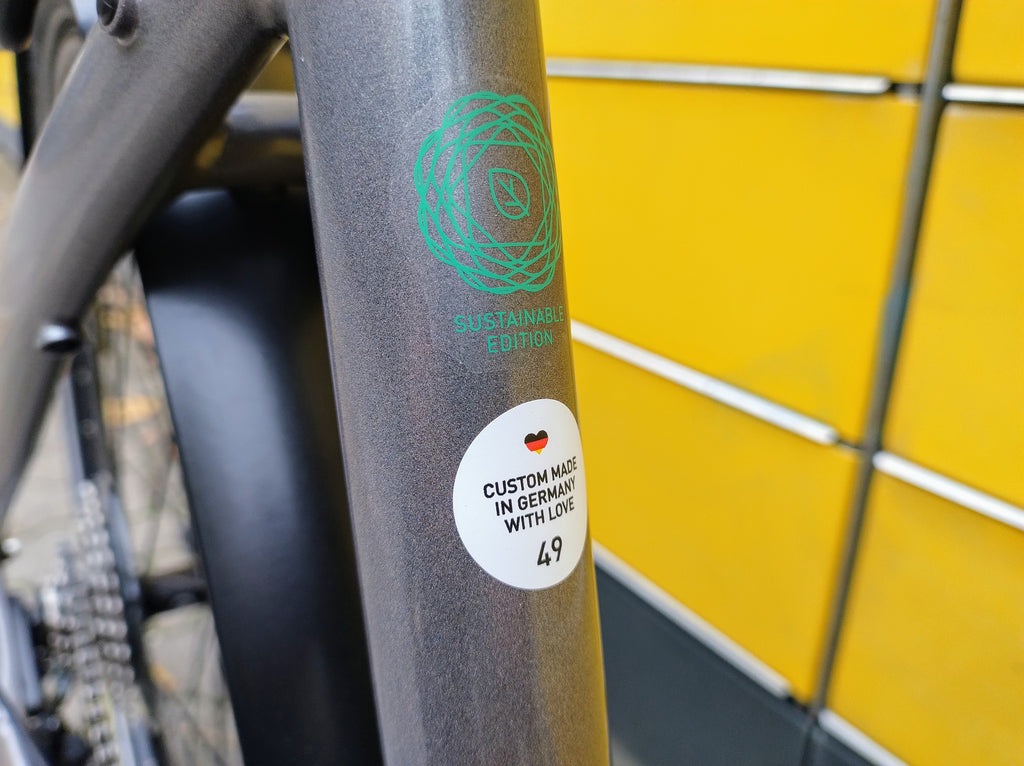 SUSTAINABLE
EDITION
CUSTOM MADE
IN GERMANY
WITH LOVE
49